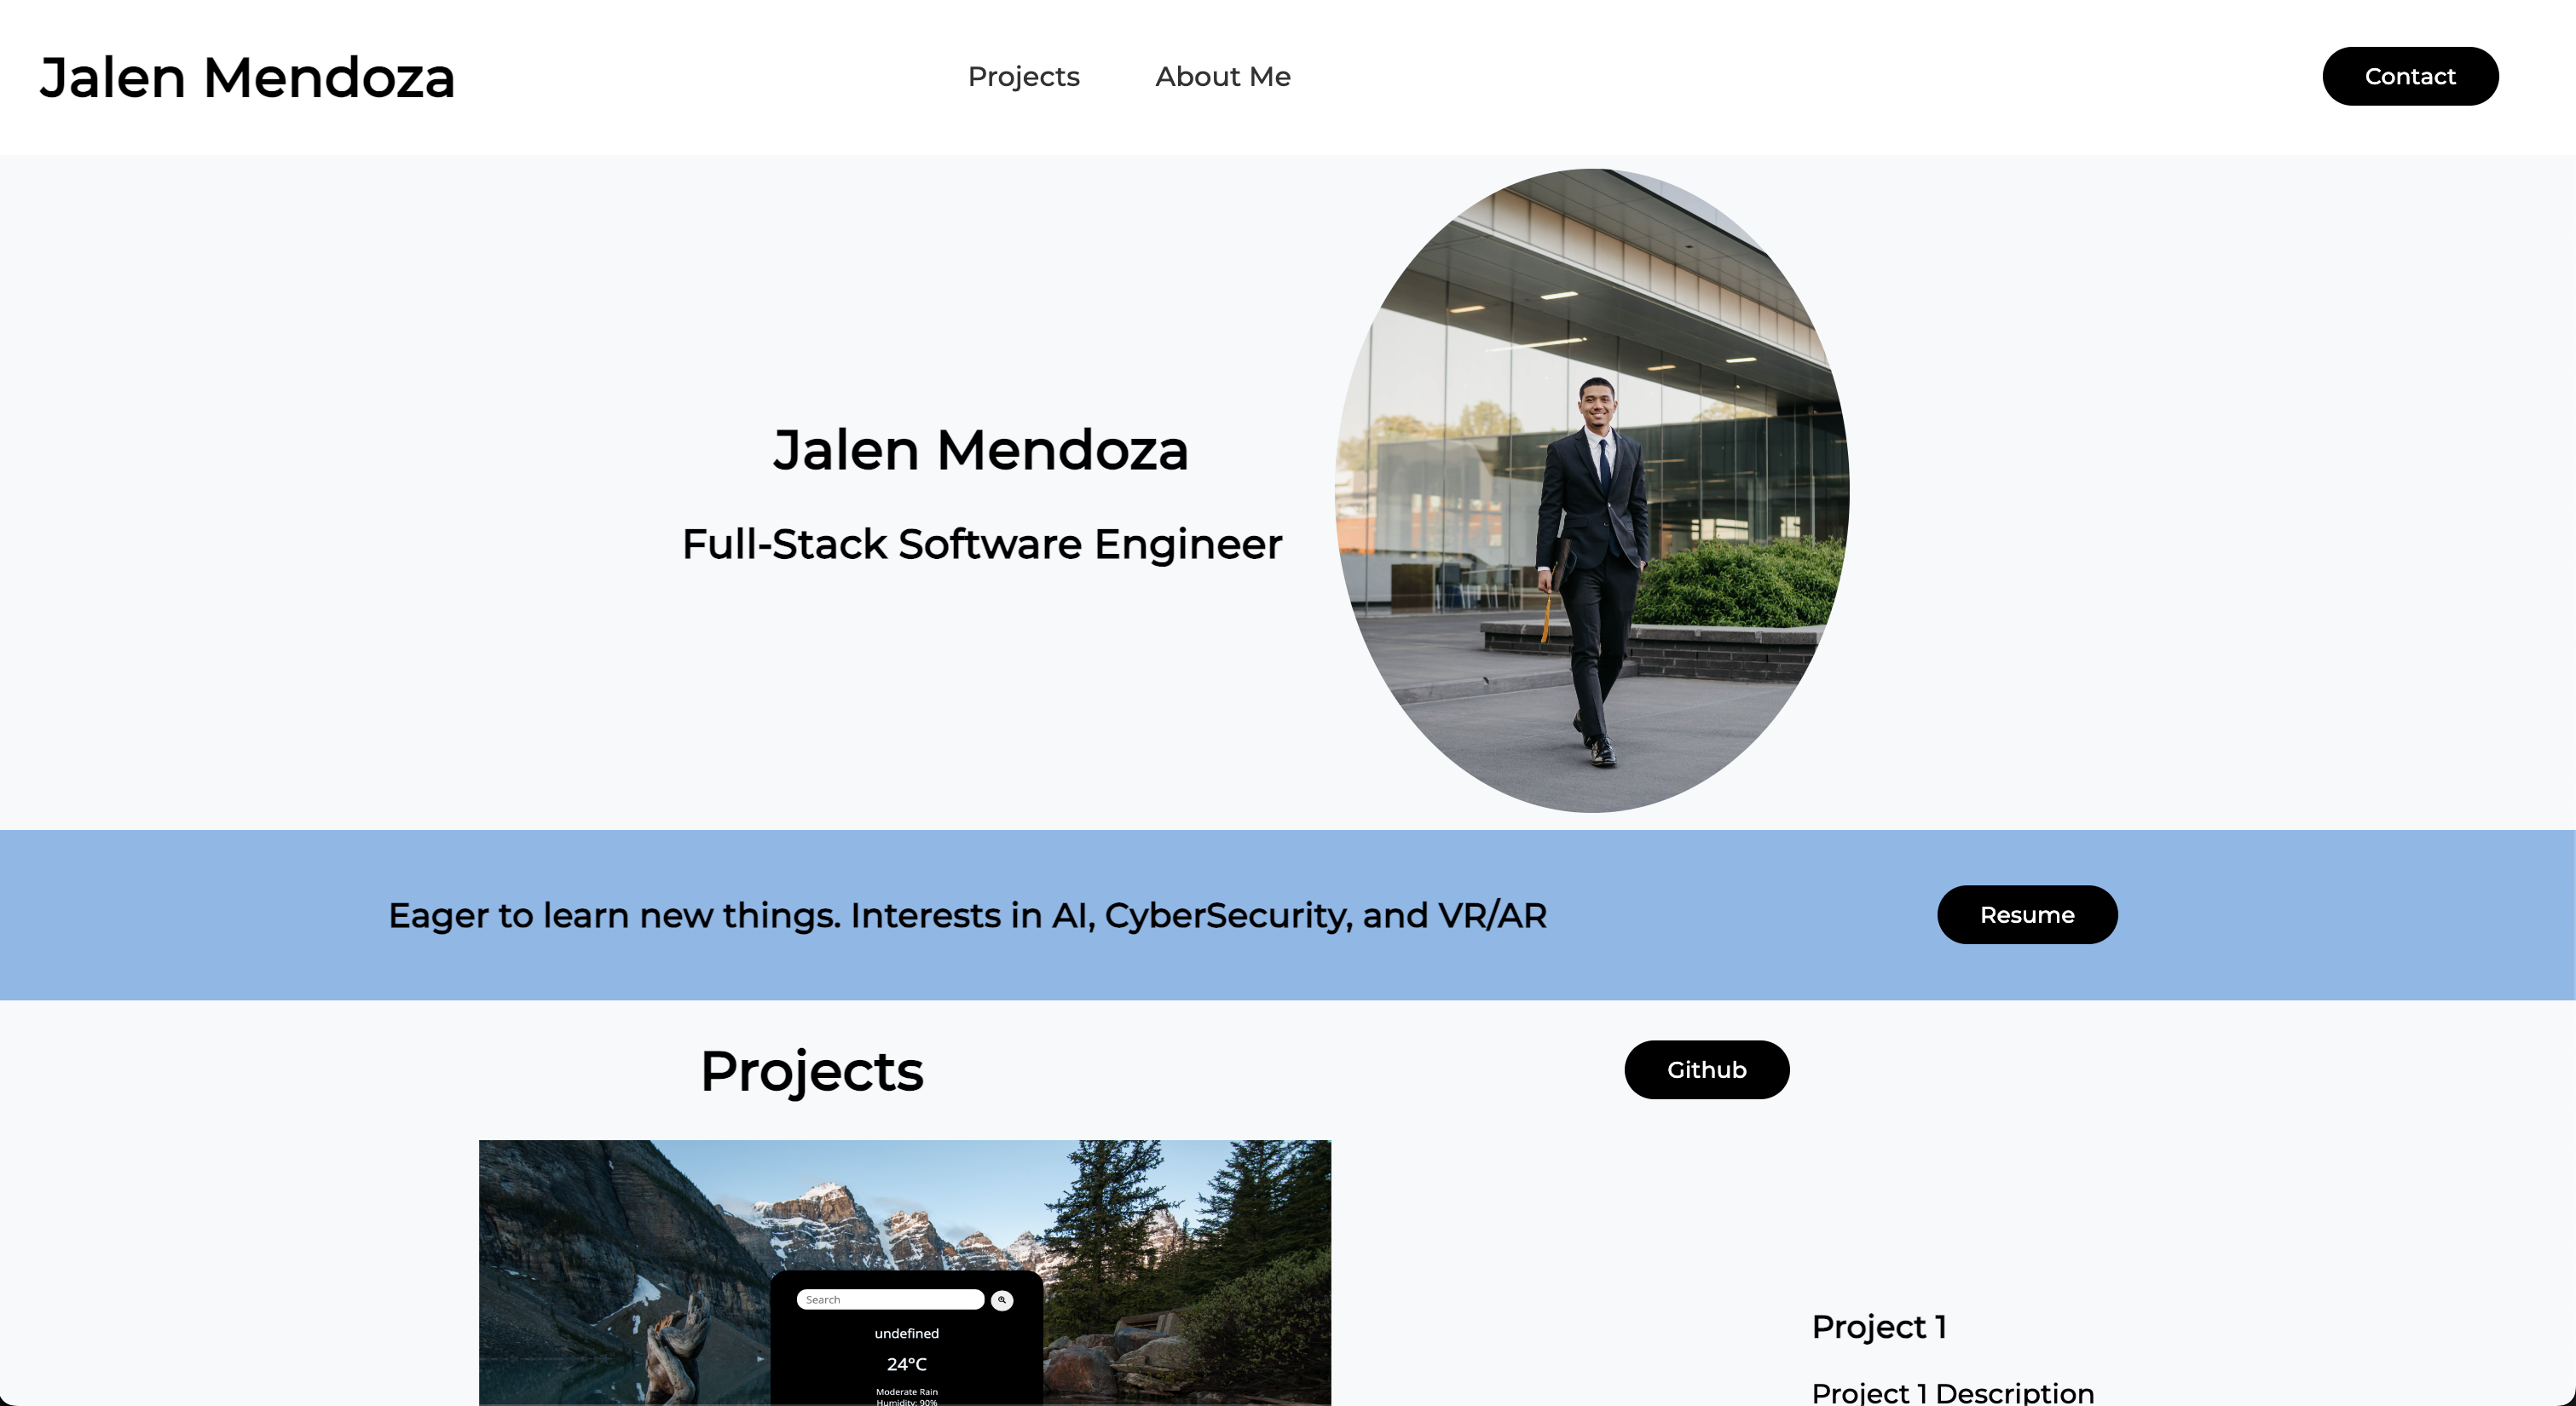 Jalen Mendoza
Projects
About Me
Contact
Jalen Mendoza
Full-Stack Software Engineer
Eager to learn new things. Interests in AI, CyberSecurity, and VR/AR
Resume
Projects
Github
Search
undefined
24°C
Moderate Rain
Humidity: 90%
Project 1
Project 1 Description